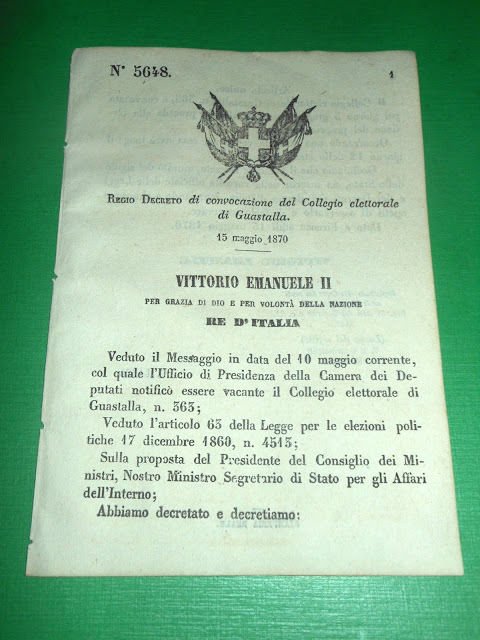 N° 5648.
1
REGIO DECRETO di convocazione del Collegio elettorale
di Guastalla.
15 maggio 1870
VITTORIO EMANUELE II
PER GRAZIA DI DIO E PER VOLONTÀ DELLA NAZIONE
RE D'ITALIA
Veduto il Messaggio in data del 10 maggio corrente,
col quale l'Ufficio di Presidenza della Camera dei De-
putati notificò essere vacante il Collegio elettorale di
Guastalla, n. 363;
Veduto l'articolo 63 della Legge per le elezioni poli-
tiche 17 dicembre 1860, n. 4513;
Sulla proposta del Presidente del Consiglio dei Mi-
nistri, Nostro Ministro Segretario di Stato per gli Affari
dell'Interno;
Abbiamo decretato e decretiamo: